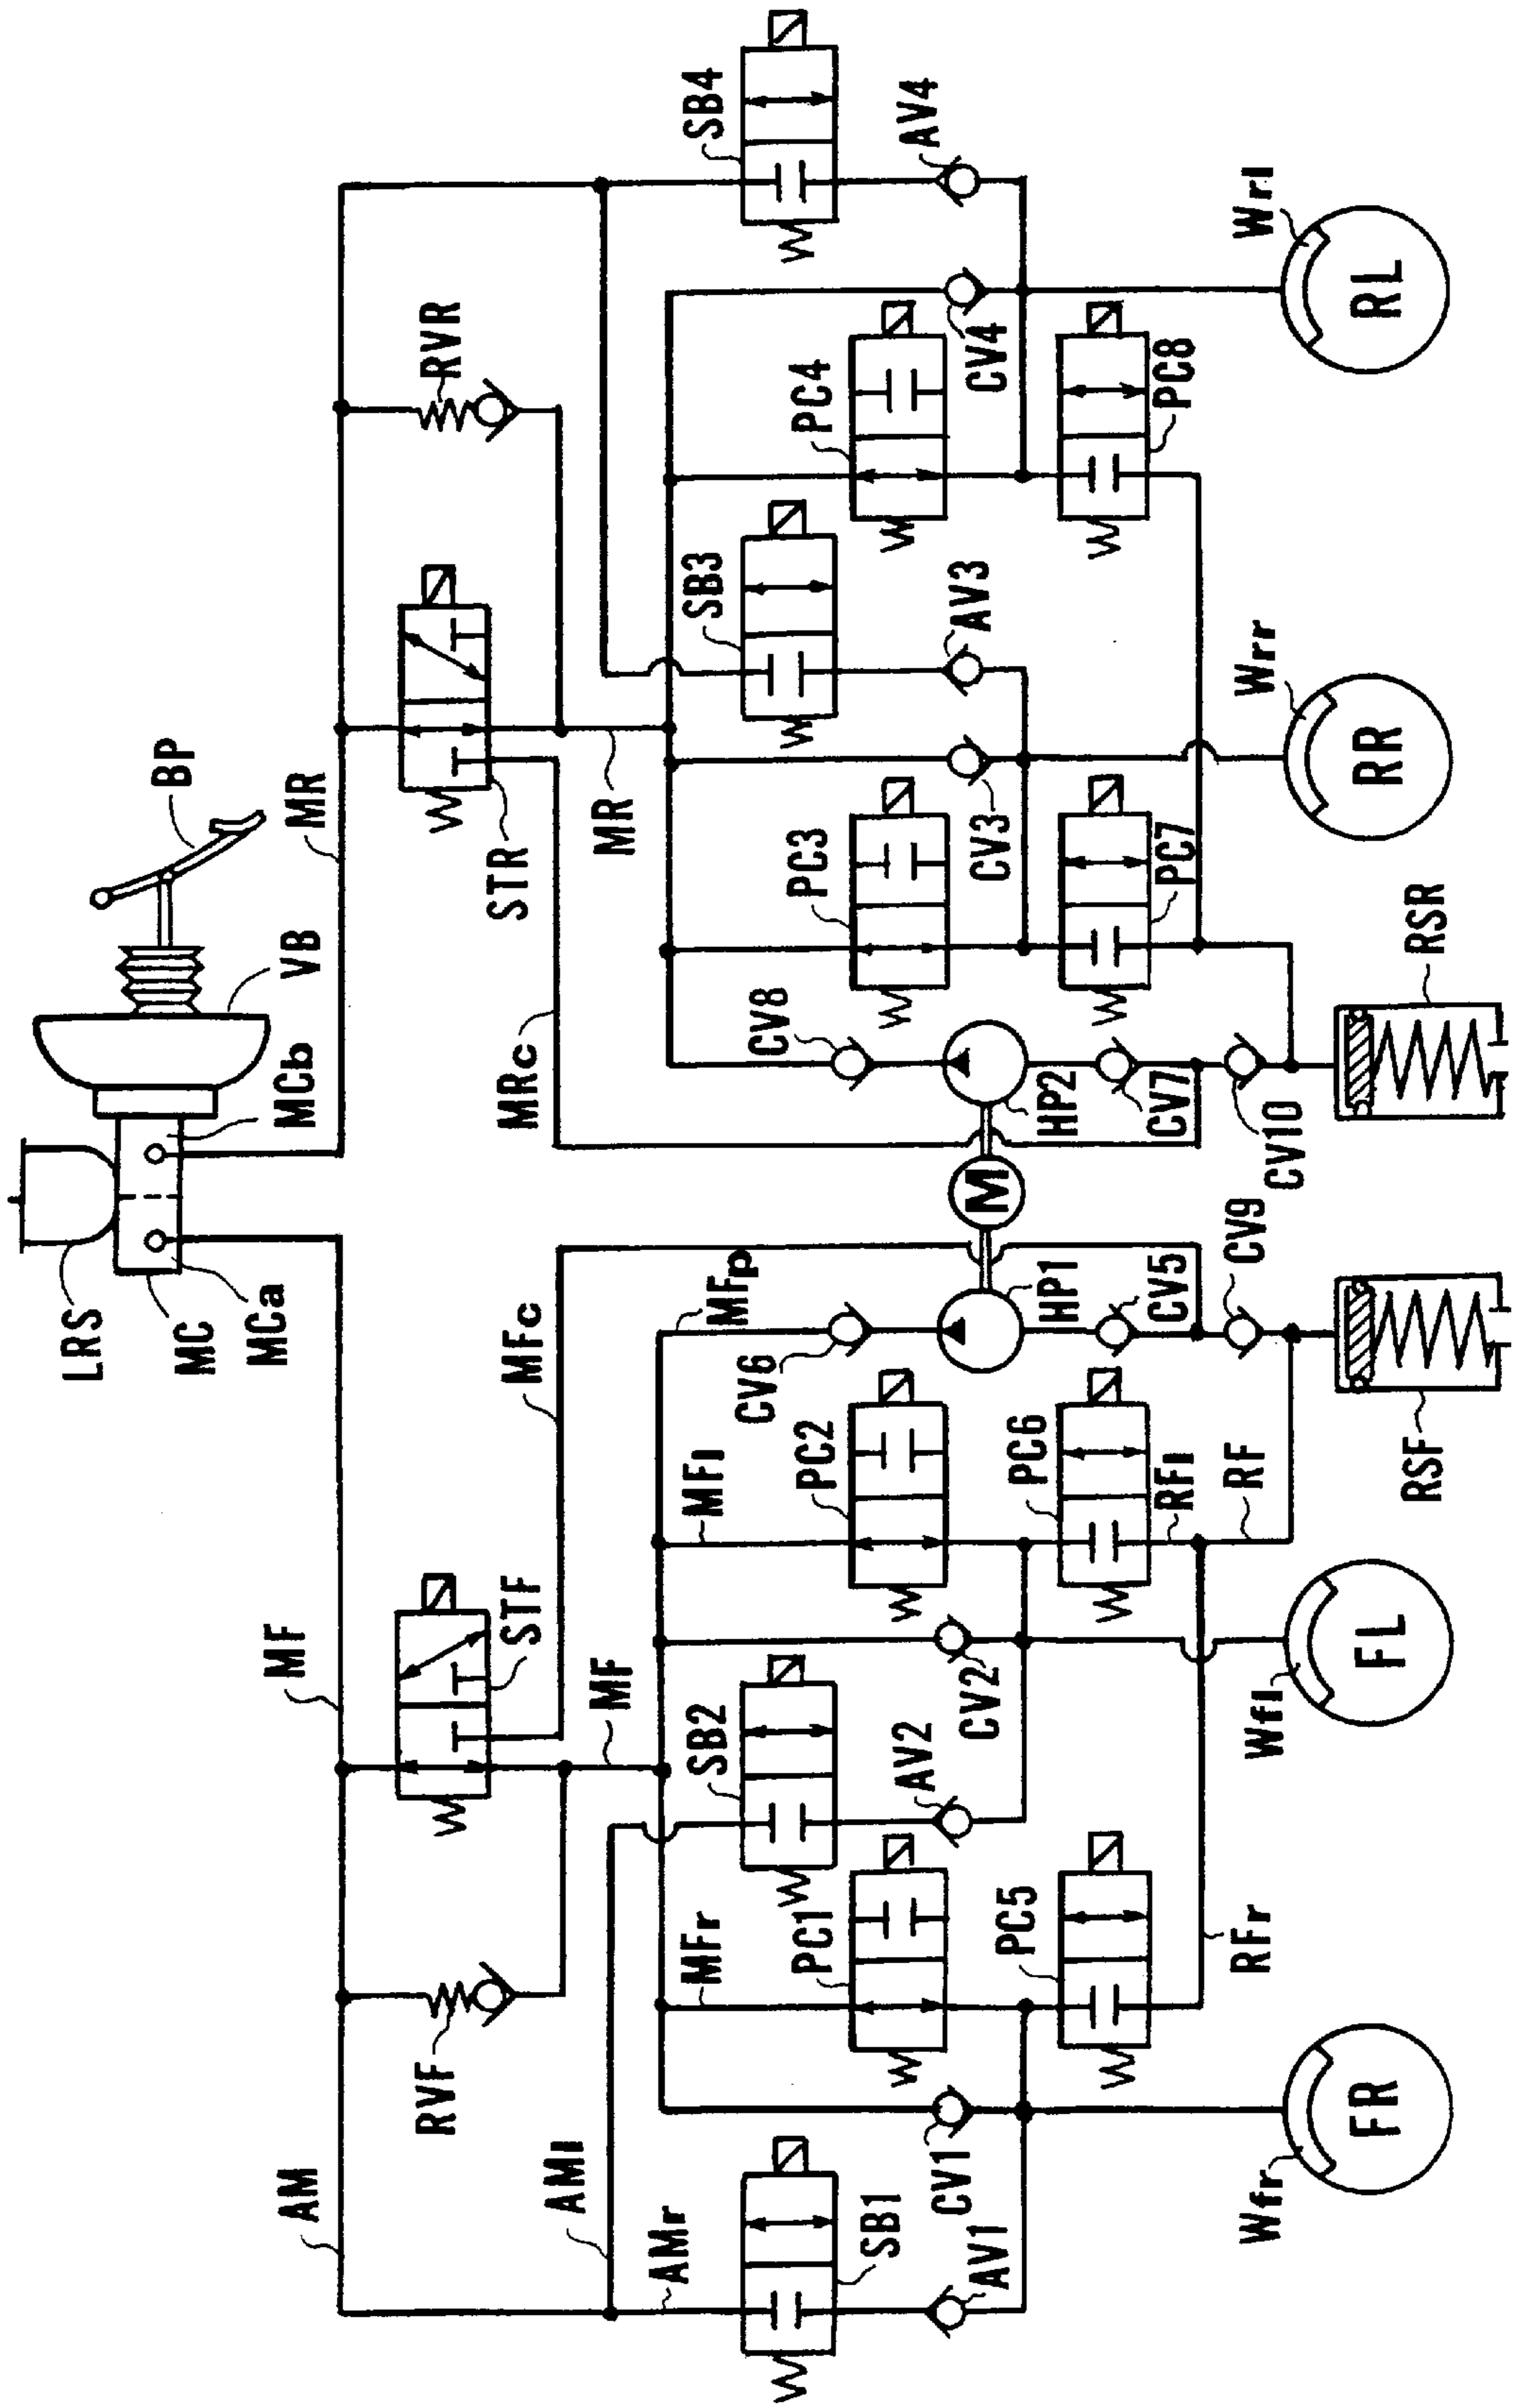 LRS
MC
MCa
MCb
VB
BP
AM
MF
MR
RVF
STF
STR
RVR
MFc
MRc
MF
MR
AMl
AMr
MFr
MFl
MFp
SB1
SB2
SB3
SB4
PC1
PC2
PC3
PC4
CV6
CV8
AV1
CV1
AV2
CV2
CV3
AV3
CV4
AV4
HP1
M
HP2
PC5
PC6
PC7
PC8
CV5
CV7
RFr
RFl
RF
CV9
CV10
Wfr
Wfl
Wrr
Wrl
FR
FL
RR
RL
RSF
RSR